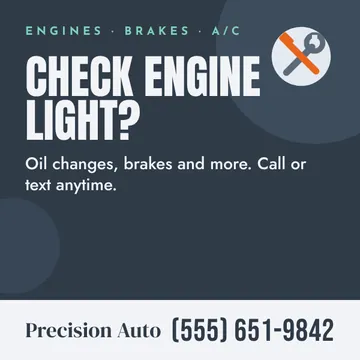 ENGINES · BRAKES · A/C
CHECK ENGINE
LIGHT?
Oil changes, brakes and more. Call or
text anytime.
Precision Auto (555) 651-9842